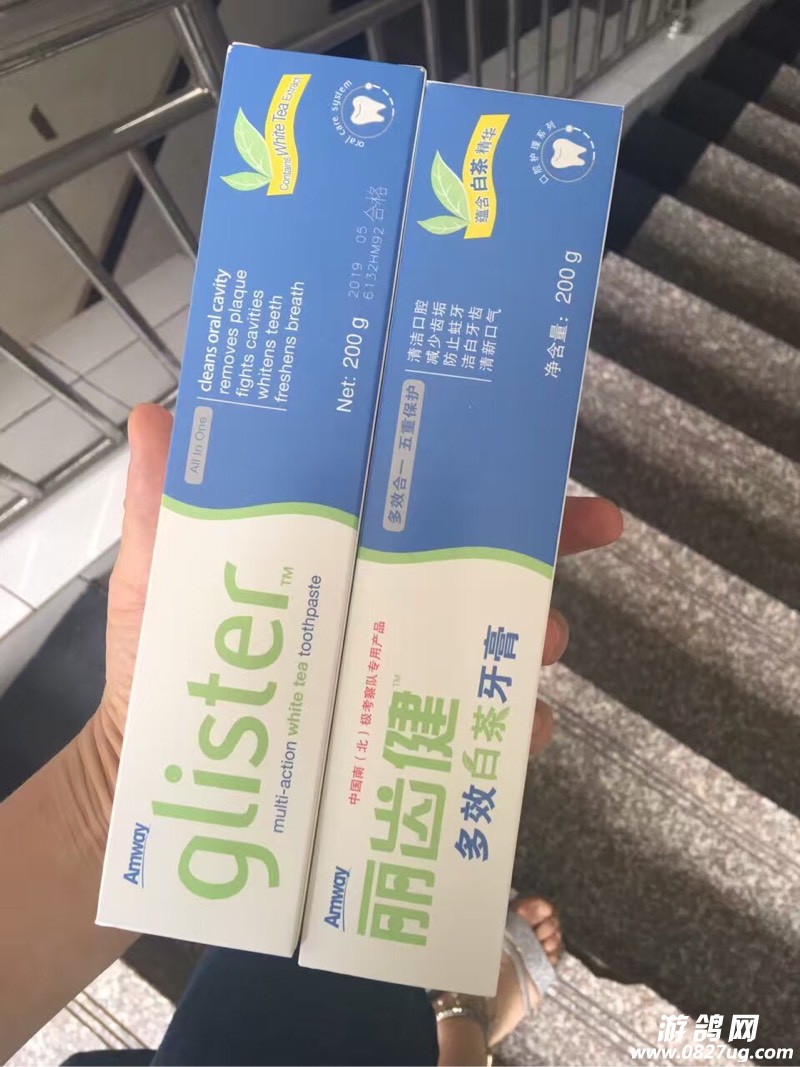 Amway
glister™
multi-action white tea toothpaste
All In One
cleans oral cavity
removes plaque
fights cavities
whitens teeth
freshens breath
Net: 200 g
2019 05
6132HM92 合格
Contains White Tea Extract
oral care system
Amway
中国南(北)极考察队专用产品
丽齿健™
多效白茶牙膏
多效合一 五重保护
清洁口腔
减少齿垢
防止蛀牙
洁白牙齿
清新口气
净含量: 200 g
蕴含白茶精华
口腔护理系列
游鸽网
www.0827ug.com